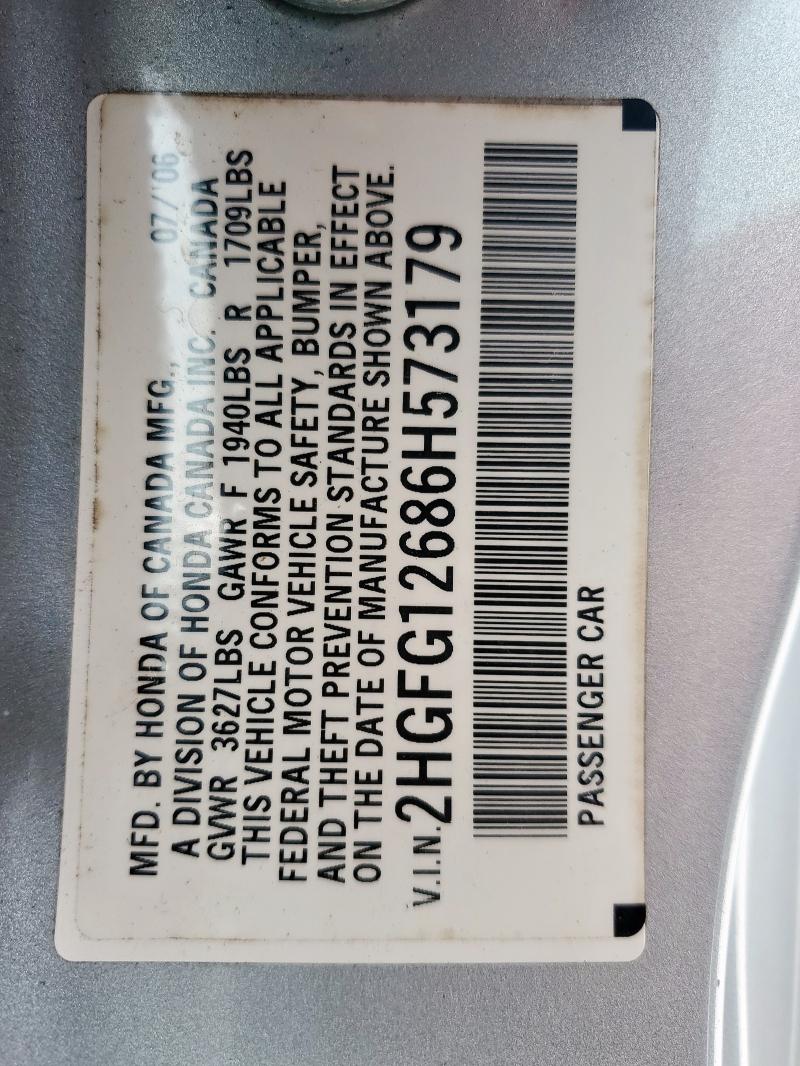 MFD. BY HONDA OF CANADA MFG., 07/'06
A DIVISION OF HONDA CANADA INC. CANADA
GVWR 3627LBS GAWR F 1940LBS R 1709LBS
THIS VEHICLE CONFORMS TO ALL APPLICABLE
FEDERAL MOTOR VEHICLE SAFETY, BUMPER,
AND THEFT PREVENTION STANDARDS IN EFFECT
ON THE DATE OF MANUFACTURE SHOWN ABOVE.
V.I.N. 2HGFG12686H573179
PASSENGER CAR